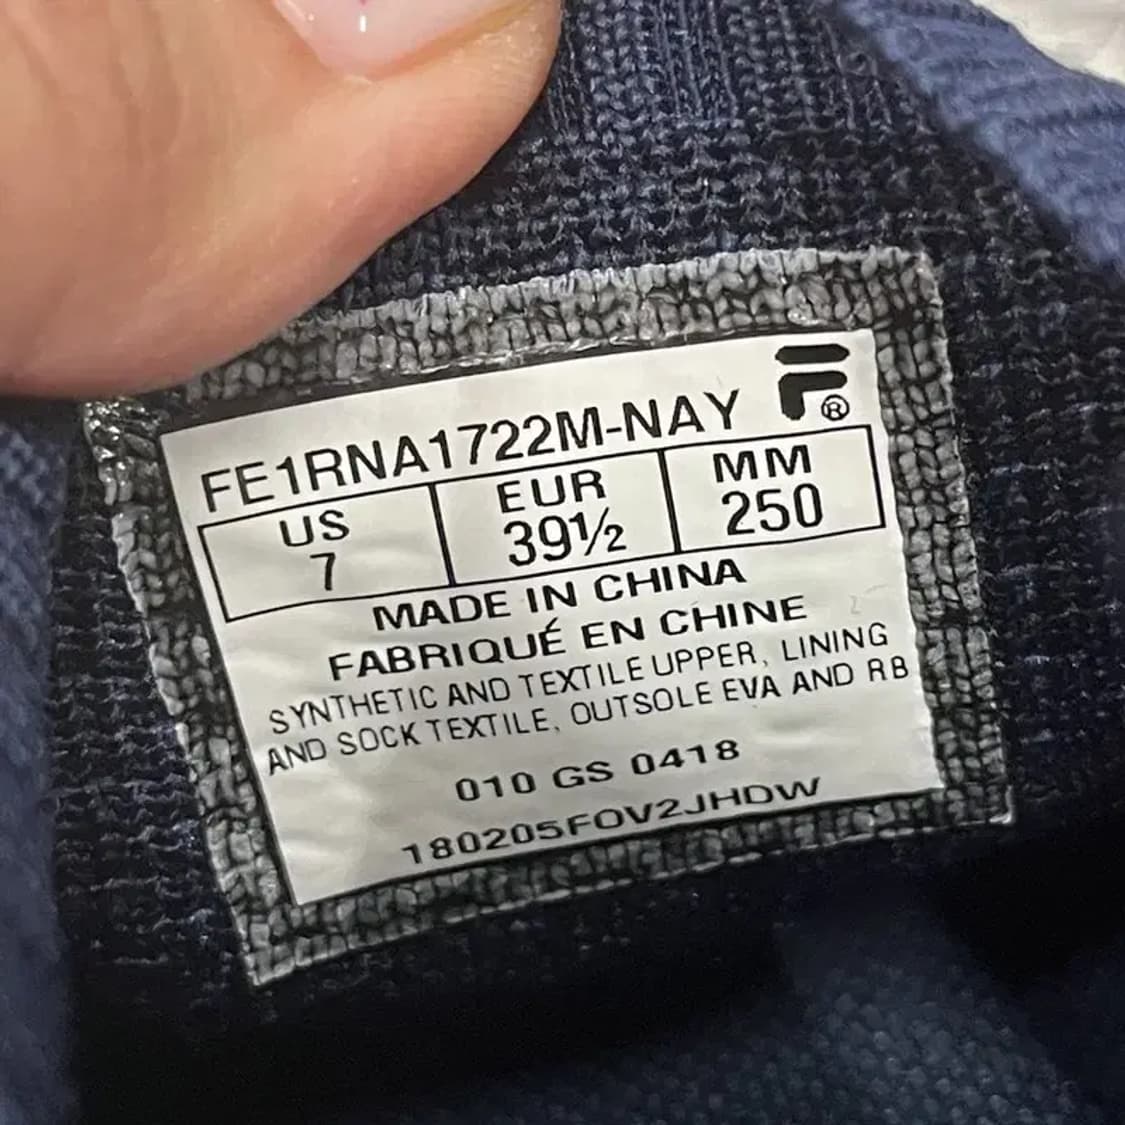 FE1RNA1722M-NAY F®
US EUR MM
7 39½ 250
MADE IN CHINA
FABRIQUÉ EN CHINE
SYNTHETIC AND TEXTILE UPPER, LINING
AND SOCK TEXTILE, OUTSOLE EVA AND RB
010 GS 0418
180205FOV2JHDW